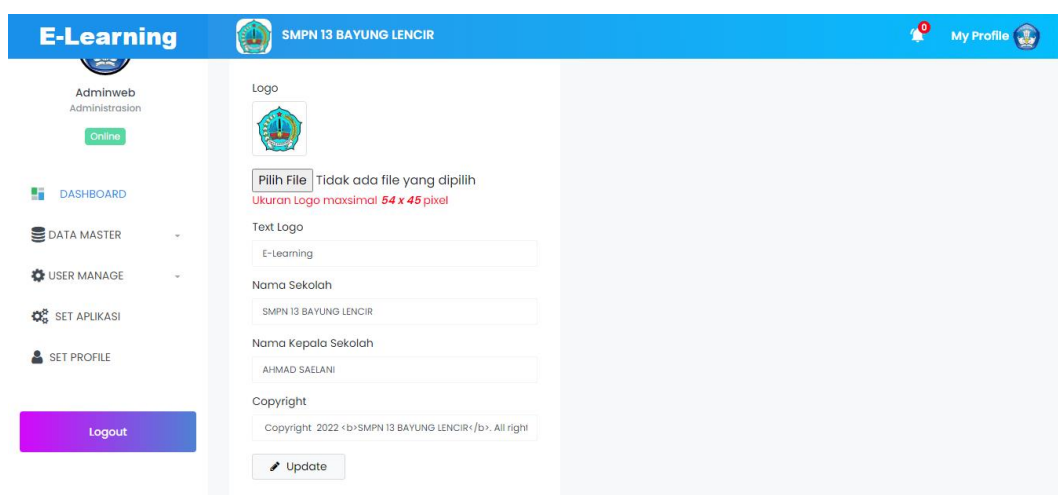 E-Learning
SMPN 13 BAYUNG LENCIR
0
My Profile
Adminweb
Administrasion
Online
DASHBOARD
DATA MASTER
USER MANAGE
SET APLIKASI
SET PROFILE
Logout
Logo
Pilih File Tidak ada file yang dipilih
Ukuran Logo maxsimal 54 x 45 pixel
Text Logo
E-Learning
Nama Sekolah
SMPN 13 BAYUNG LENCIR
Nama Kepala Sekolah
AHMAD SAELANI
Copyright
Copyright 2022 <b>SMPN 13 BAYUNG LENCIR</b>. All right
Update